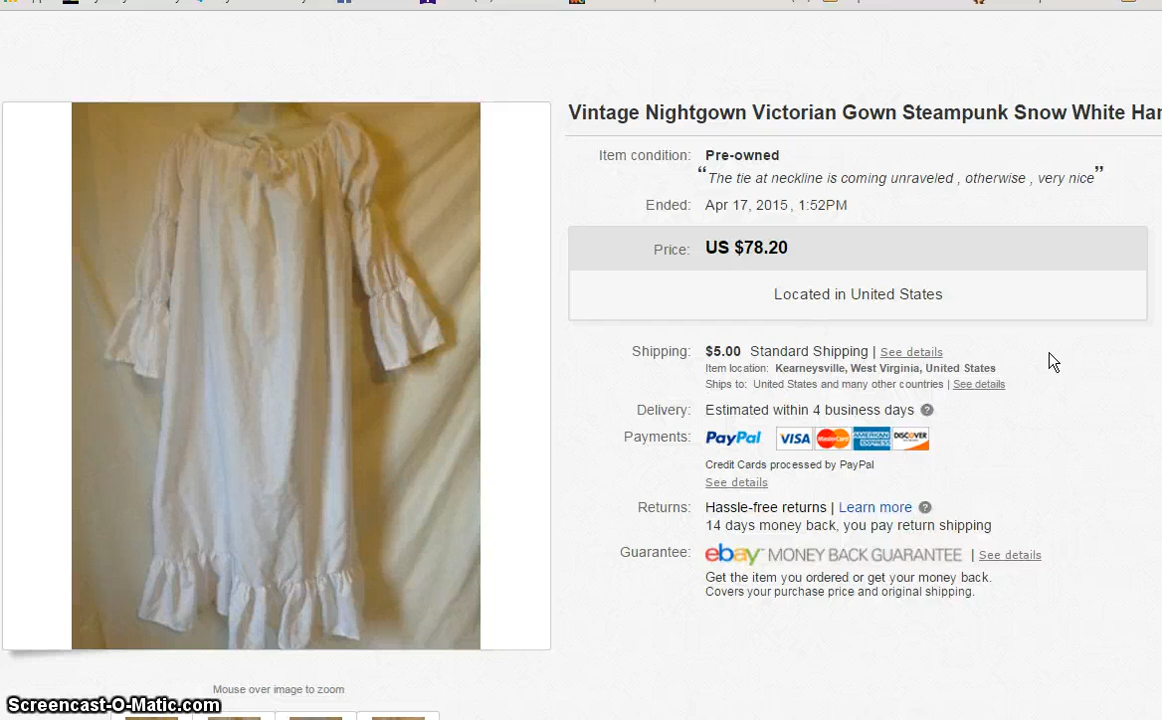 Vintage Nightgown Victorian Gown Steampunk Snow White Har
Item condition: Pre-owned
“The tie at neckline is coming unraveled , otherwise , very nice”
Ended: Apr 17, 2015 , 1:52PM
Price: US $78.20
Located in United States
Shipping: $5.00 Standard Shipping | See details
Item location: Kearneysville, West Virginia, United States
Ships to: United States and many other countries | See details
Delivery: Estimated within 4 business days ?
Payments: PayPal VISA MasterCard AMERICAN EXPRESS DISCOVER
Credit Cards processed by PayPal
See details
Returns: Hassle-free returns | Learn more ?
14 days money back, you pay return shipping
Guarantee: ebay MONEY BACK GUARANTEE | See details
Get the item you ordered or get your money back.
Covers your purchase price and original shipping.
Mouse over image to zoom
Screencast-O-Matic.com